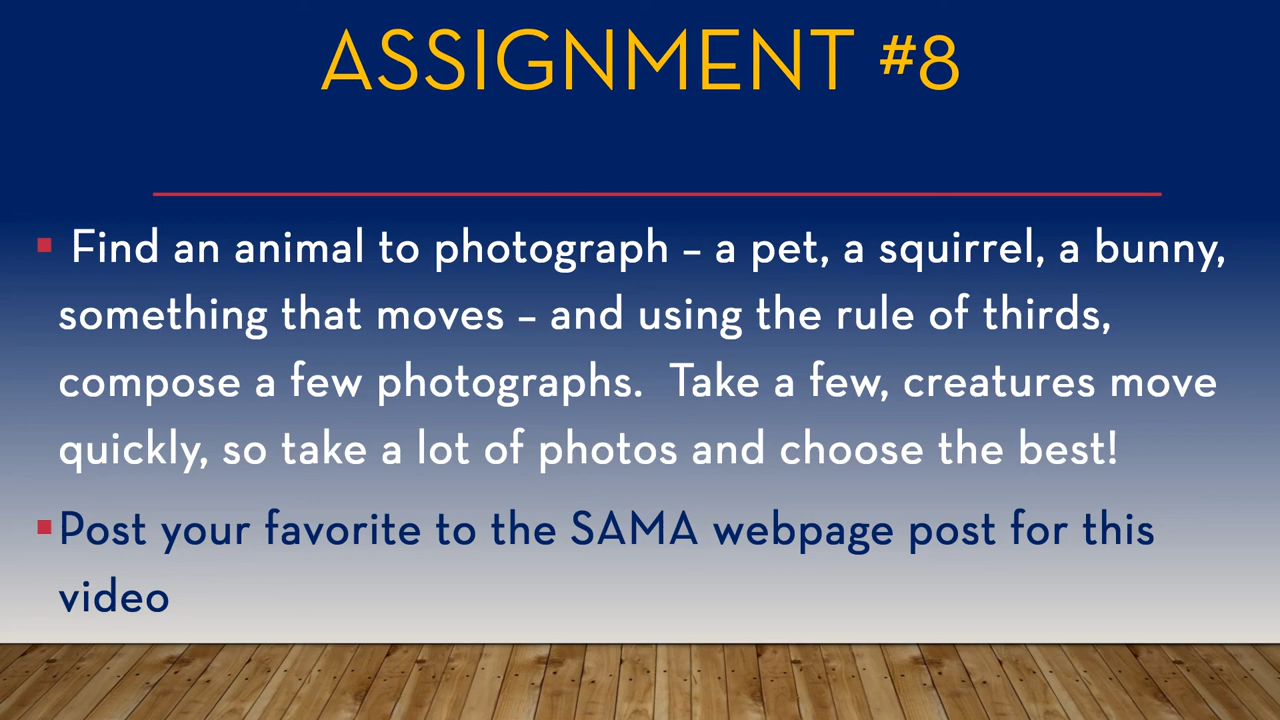 ASSIGNMENT #8
▪ Find an animal to photograph – a pet, a squirrel, a bunny,
something that moves – and using the rule of thirds,
compose a few photographs.  Take a few, creatures move
quickly, so take a lot of photos and choose the best!
▪Post your favorite to the SAMA webpage post for this
video